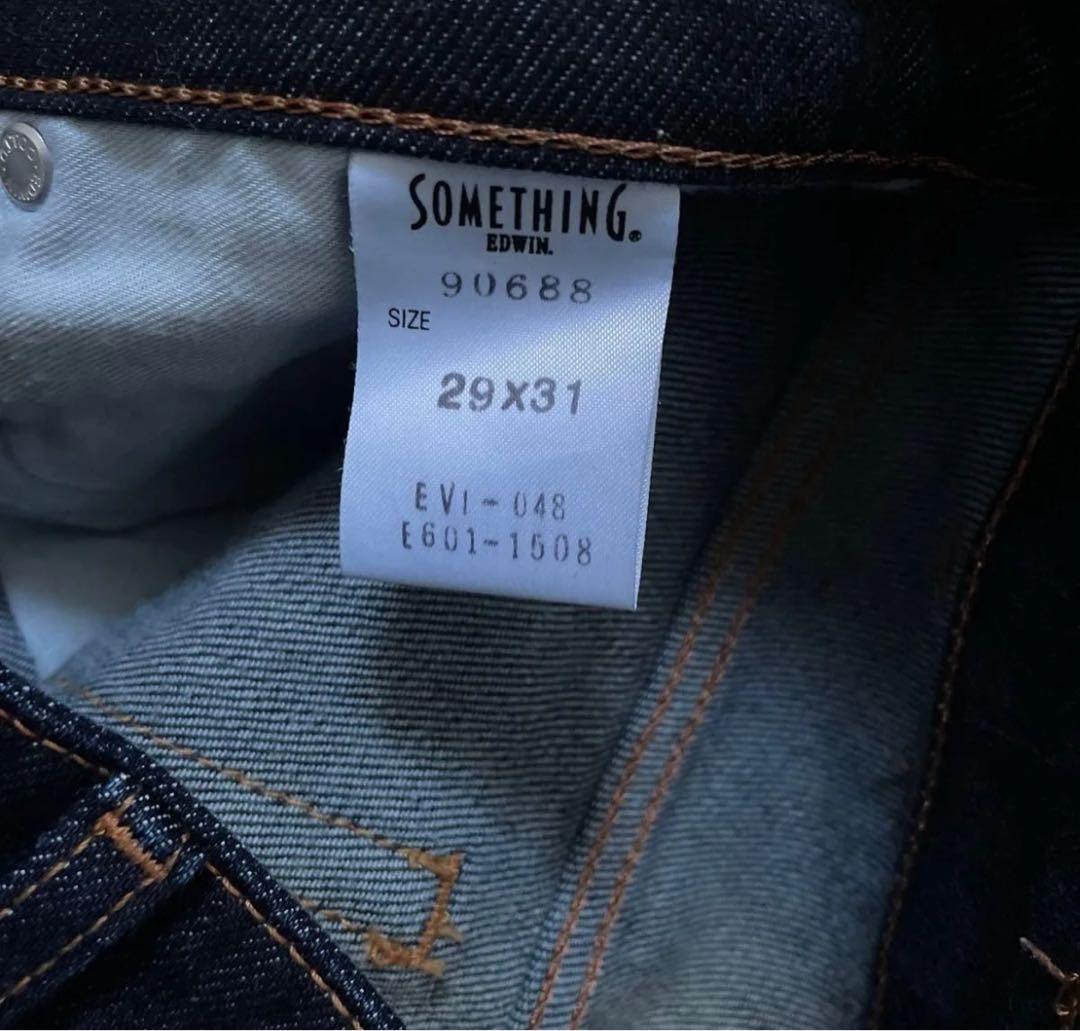 SOMETHING®
EDWIN.
90688
SIZE
29X31
EVI-048
E601-1508